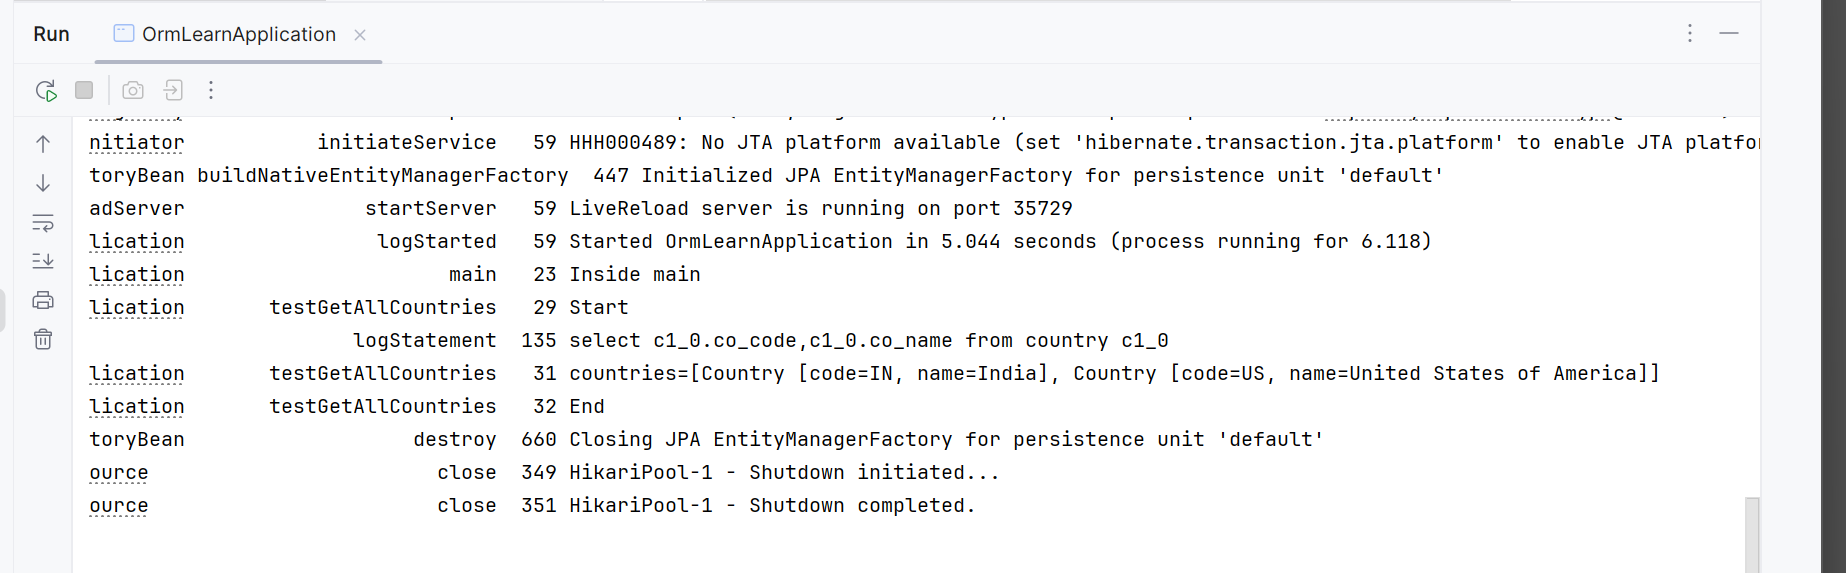 Run OrmLearnApplication
nitiator initiateService 59 HHH000489: No JTA platform available (set 'hibernate.transaction.jta.platform' to enable JTA
toryBean buildNativeEntityManagerFactory 447 Initialized JPA EntityManagerFactory for persistence unit 'default'
adServer startServer 59 LiveReload server is running on port 35729
lication logStarted 59 Started OrmLearnApplication in 5.044 seconds (process running for 6.118)
lication main 23 Inside main
lication testGetAllCountries 29 Start
logStatement 135 select c1_0.co_code,c1_0.co_name from country c1_0
lication testGetAllCountries 31 countries=[Country [code=IN, name=India], Country [code=US, name=United States of America]]
lication testGetAllCountries 32 End
toryBean destroy 660 Closing JPA EntityManagerFactory for persistence unit 'default'
ource close 349 HikariPool-1 - Shutdown initiated...
ource close 351 HikariPool-1 - Shutdown completed.